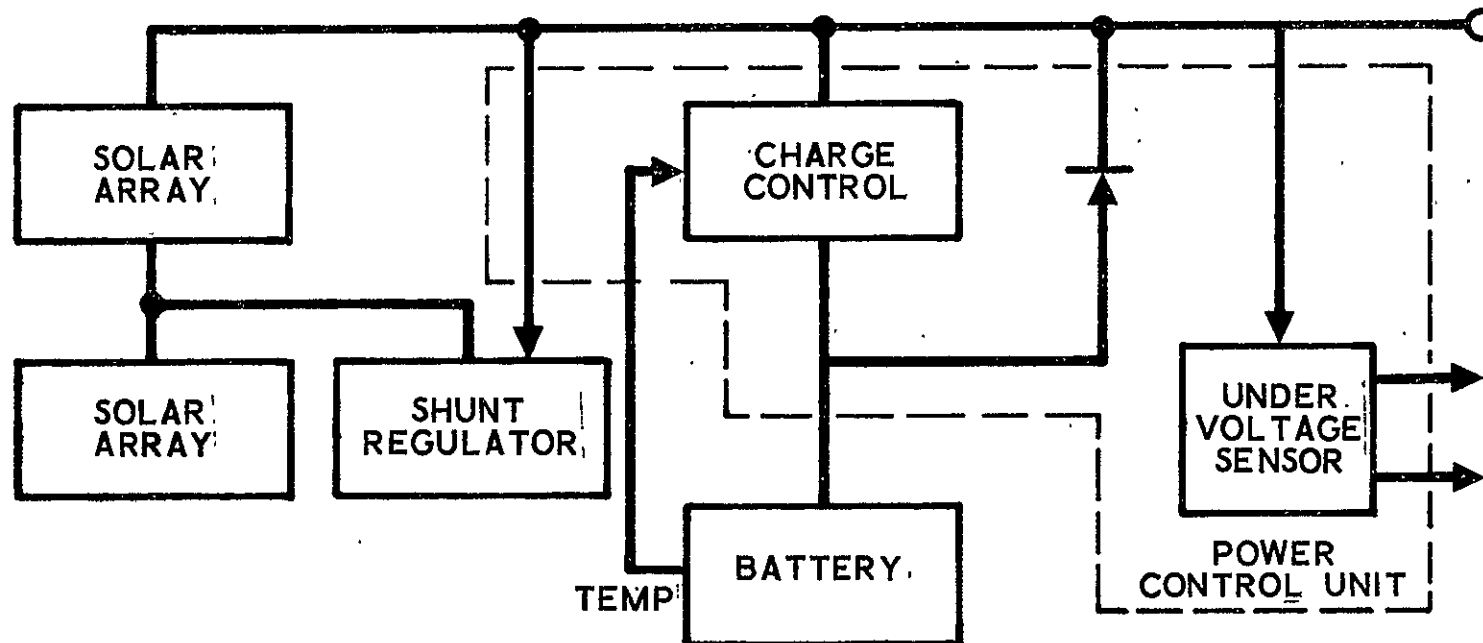 SOLAR
ARRAY
CHARGE
CONTROL
SOLAR
ARRAY
SHUNT
REGULATOR
UNDER
VOLTAGE
SENSOR
BATTERY
TEMP
POWER
CONTROL UNIT